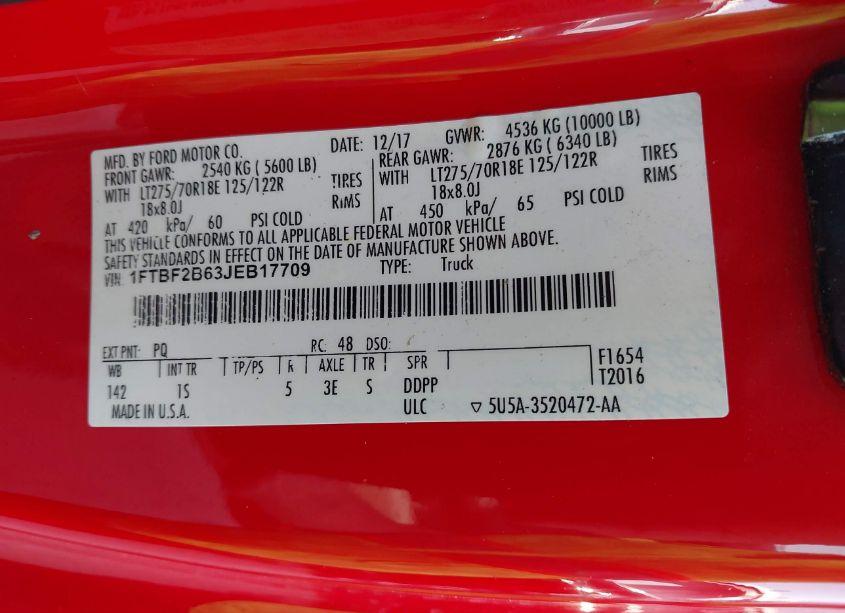 MFD. BY FORD MOTOR CO. DATE: 12/17 GVWR: 4536 KG (10000 LB)
FRONT GAWR: 2540 KG ( 5600 LB) REAR GAWR: 2876 KG ( 6340 LB)
WITH LT275/70R18E 125/122R TIRES WITH LT275/70R18E 125/122R TIRES
18x8.0J RIMS 18x8.0J RIMS
AT 420 kPa/ 60 PSI COLD AT 450 kPa/ 65 PSI COLD
THIS VEHICLE CONFORMS TO ALL APPLICABLE FEDERAL MOTOR VEHICLE
SAFETY STANDARDS IN EFFECT ON THE DATE OF MANUFACTURE SHOWN ABOVE.
VIN: 1FTBF2B63JEB17709 TYPE: Truck
EXT PNT: PQ RC: 48 DSO:
WB INT TR TP/PS R AXLE TR SPR F1654
142 1S 5 3E S DDPP T2016
MADE IN U.S.A. ULC ▽ 5U5A-3520472-AA